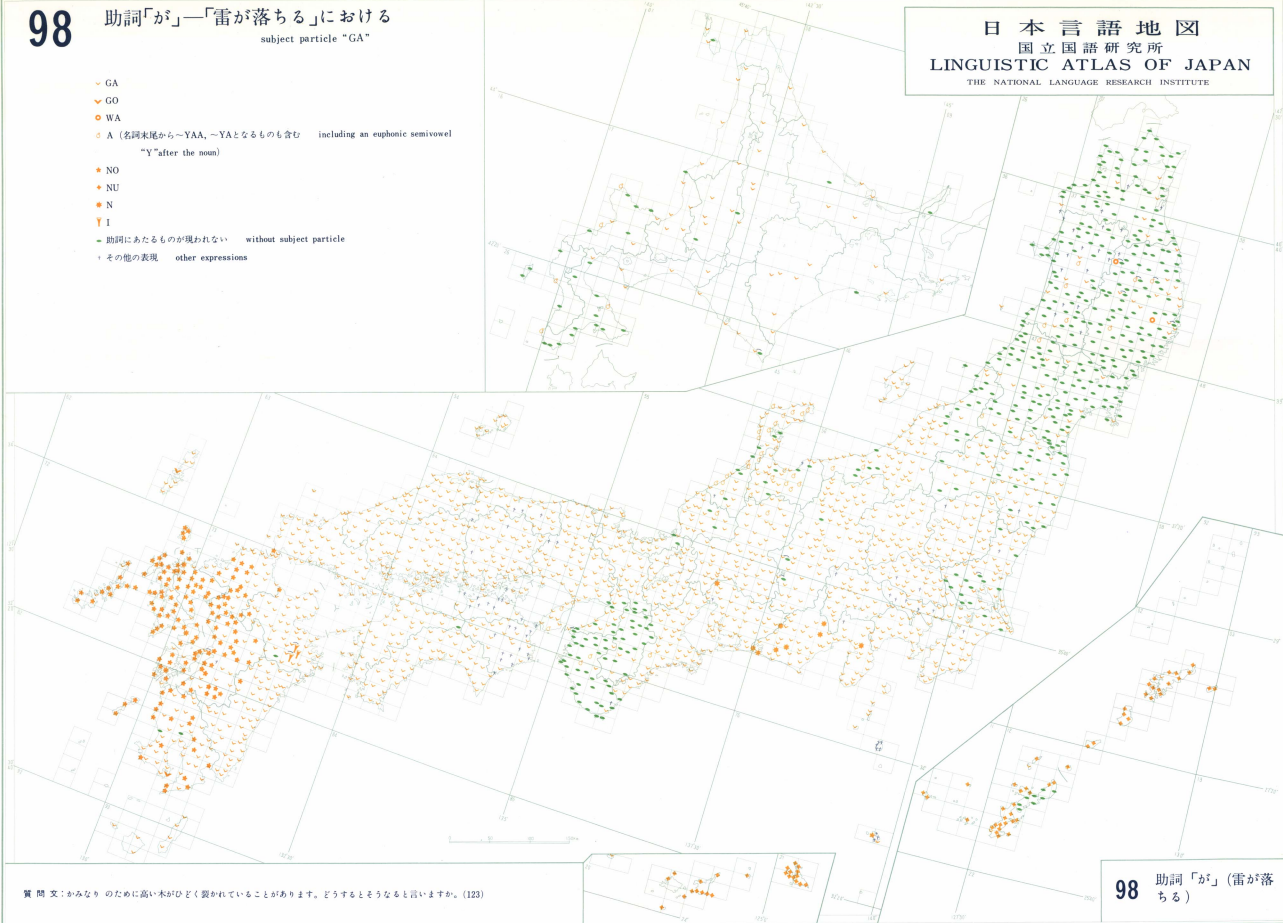 98
助詞「が」―「雷が落ちる」における
subject particle “GA”
GA
GO
WA
A (名詞末尾から〜YAA, 〜YAとなるものも含む including an euphonic semivowel
“Y”after the noun)
NO
NU
N
I
助詞にあたるものが現われない without subject particle
その他の表現 other expressions
日本言語地図
国立国語研究所
LINGUISTIC ATLAS OF JAPAN
THE NATIONAL LANGUAGE RESEARCH INSTITUTE
質問文:かみなり のために高い木がひどく裂かれていることがあります。どうするとそうなると言いますか。(123)
98
助詞「が」(雷が落
ちる)